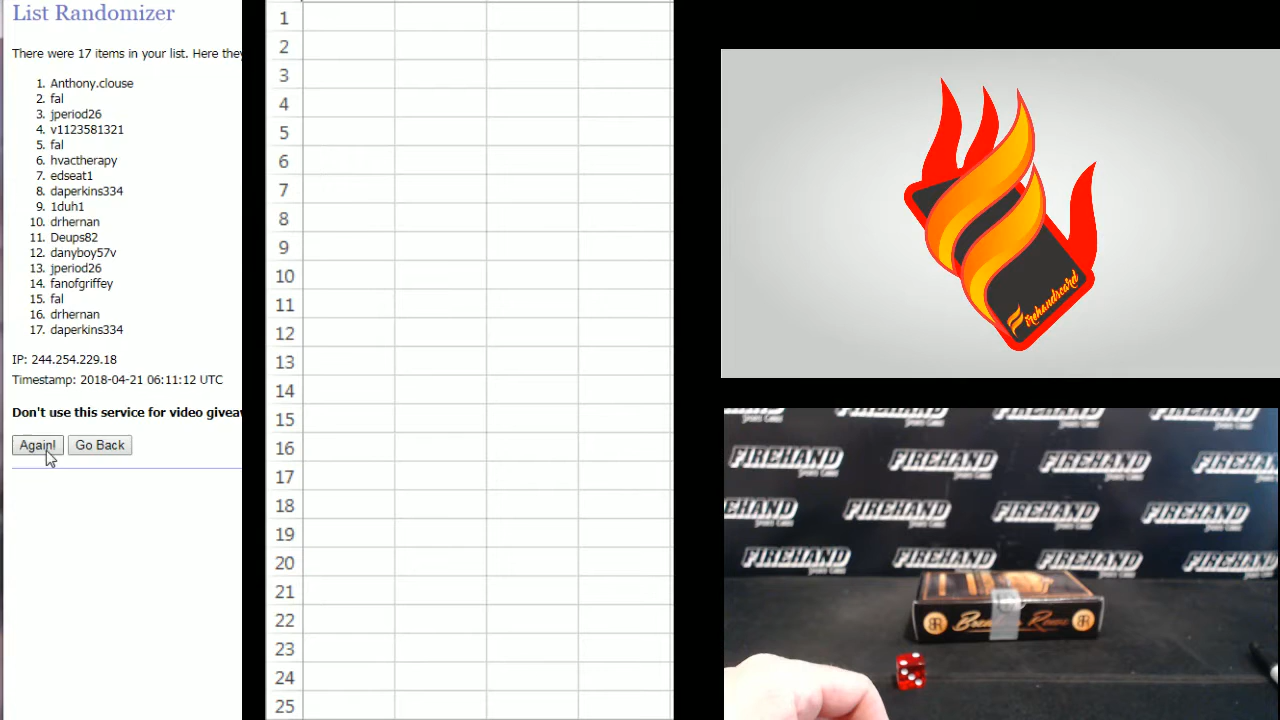 List Randomizer
There were 17 items in your list. Here they
1. Anthony.clouse
2. fal
3. jperiod26
4. v1123581321
5. fal
6. hvactherapy
7. edseat1
8. daperkins334
9. 1duh1
10. drhernan
11. Deups82
12. danyboy57v
13. jperiod26
14. fanofgriffey
15. fal
16. drhernan
17. daperkins334
IP: 244.254.229.18
Timestamp: 2018-04-21 06:11:12 UTC
Don't use this service for video giveav
Again! Go Back
1
2
3
4
5
6
7
8
9
10
11
12
13
14
15
16
17
18
19
20
21
22
23
24
25
Firehandscard
FIREHAND FIREHAND FIREHAND FIREHAND
FIREHAND FIREHAND FIREHAND
FIREHAND FIREHAND FIREHAND FIREHAND
BR
BR